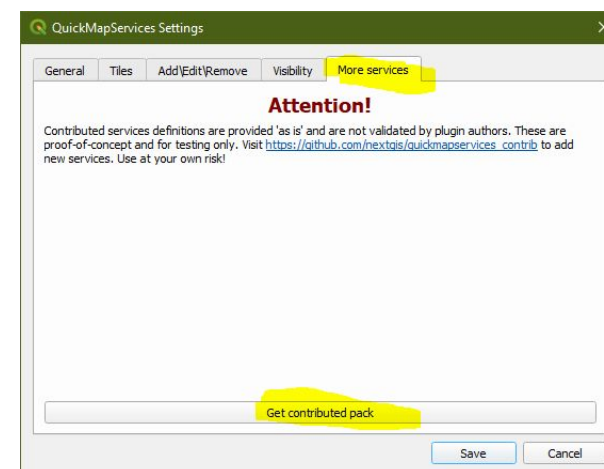 QuickMapServices Settings
General Tiles Add\Edit\Remove Visibility More services
Attention!
Contributed services definitions are provided 'as is' and are not validated by plugin authors. These are
proof-of-concept and for testing only. Visit https://github.com/nextgis/quickmapservices_contrib to add
new services. Use at your own risk!
Get contributed pack
Save Cancel